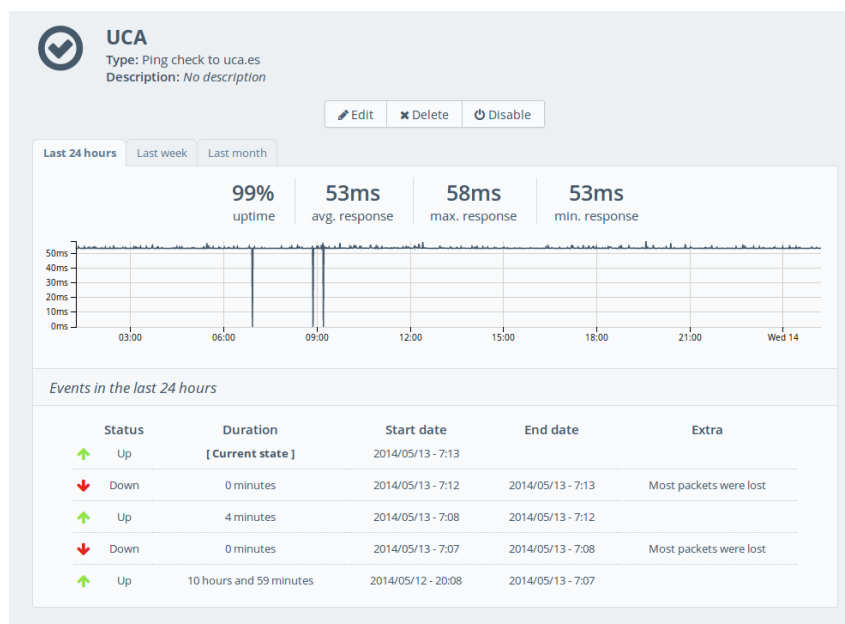 UCA
Type: Ping check to uca.es
Description: No description
Edit Delete Disable
Last 24 hours Last week Last month
99% 53ms 58ms 53ms
uptime avg. response max. response min. response
50ms
40ms
30ms
20ms
10ms
0ms
03:00 06:00 09:00 12:00 15:00 18:00 21:00 Wed 14
Events in the last 24 hours
Status Duration Start date End date Extra
Up [ Current state ] 2014/05/13 - 7:13
Down 0 minutes 2014/05/13 - 7:12 2014/05/13 - 7:13 Most packets were lost
Up 4 minutes 2014/05/13 - 7:08 2014/05/13 - 7:12
Down 0 minutes 2014/05/13 - 7:07 2014/05/13 - 7:08 Most packets were lost
Up 10 hours and 59 minutes 2014/05/12 - 20:08 2014/05/13 - 7:07